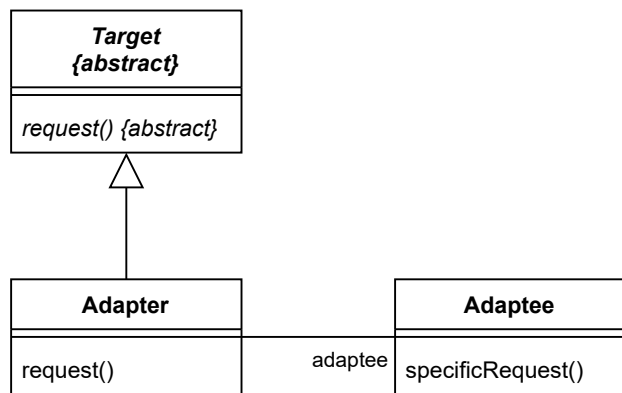 Target
{abstract}
request() {abstract}
Adapter
Adaptee
request()
adaptee
specificRequest()